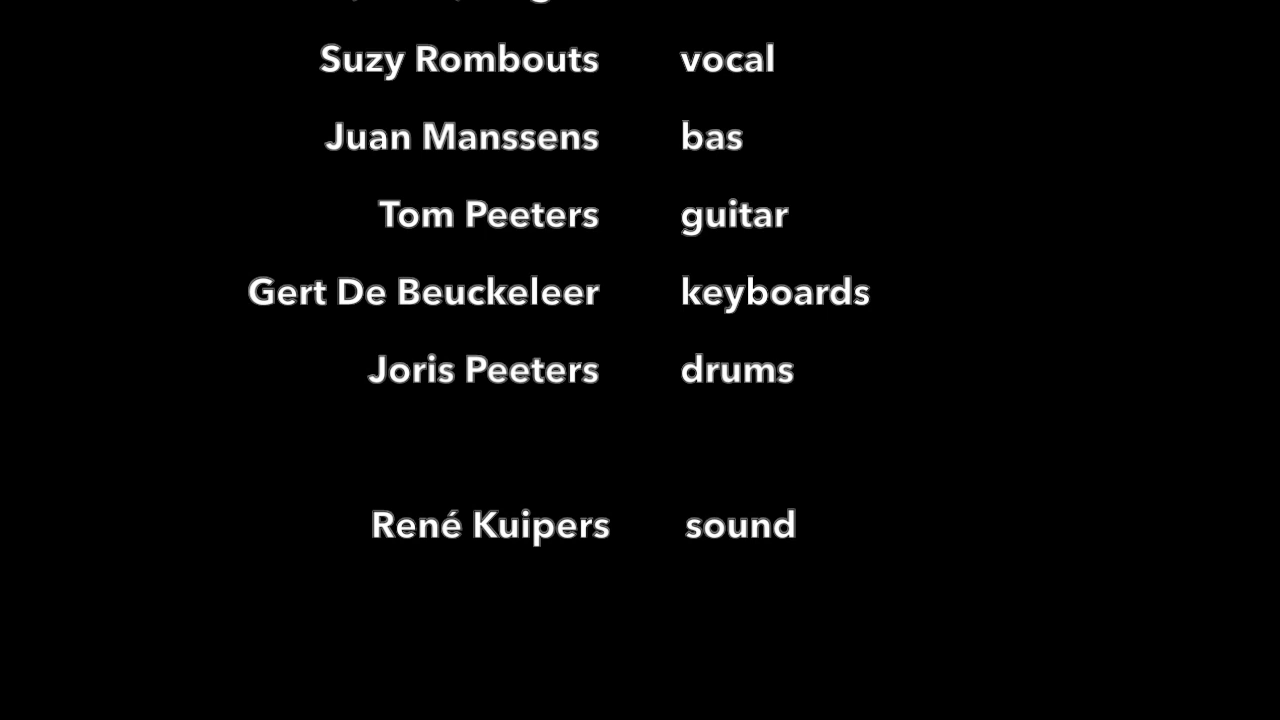 Suzy Rombouts vocal
Juan Manssens bas
Tom Peeters guitar
Gert De Beuckeleer keyboards
Joris Peeters drums
René Kuipers sound